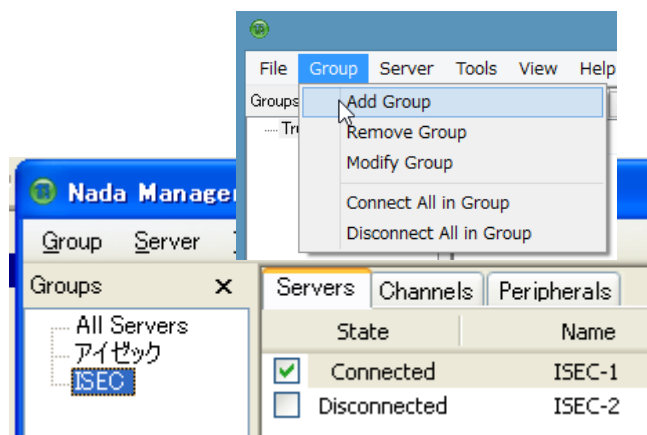 File Group Server Tools View Help
Groups
Add Group
Remove Group
Modify Group
Connect All in Group
Disconnect All in Group
Nada Manager
Group Server
Groups
Servers Channels Peripherals
All Servers
アイゼック
ISEC
State Name
Connected ISEC-1
Disconnected ISEC-2